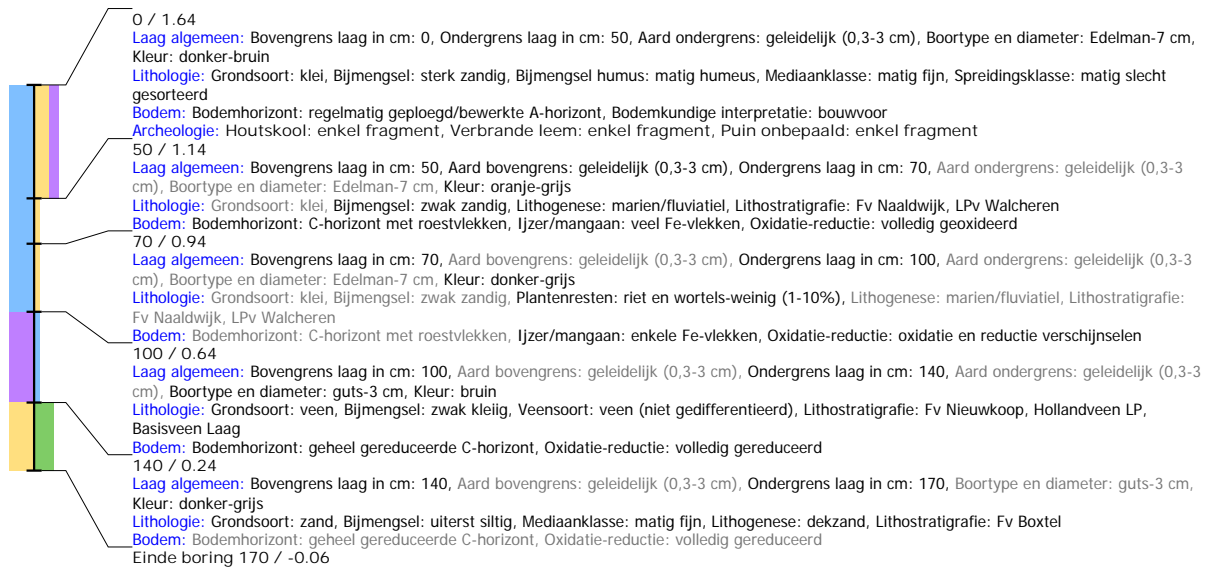 0 / 1.64
Laag algemeen: Bovengrens laag in cm: 0, Ondergrens laag in cm: 50, Aard ondergrens: geleidelijk (0,3-3 cm), Boortype en diameter: Edelman-7 cm,
Kleur: donker-bruin
Lithologie: Grondsoort: klei, Bijmengsel: sterk zandig, Bijmengsel humus: matig humeus, Mediaanklasse: matig fijn, Spreidingsklasse: matig slecht
gesorteerd
Bodem: Bodemhorizont: regelmatig geploegd/bewerkte A-horizont, Bodemkundige interpretatie: bouwvoor
Archeologie: Houtskool: enkel fragment, Verbrande leem: enkel fragment, Puin onbepaald: enkel fragment
50 / 1.14
Laag algemeen: Bovengrens laag in cm: 50, Aard bovengrens: geleidelijk (0,3-3 cm), Ondergrens laag in cm: 70, Aard ondergrens: geleidelijk (0,3-3
cm), Boortype en diameter: Edelman-7 cm, Kleur: oranje-grijs
Lithologie: Grondsoort: klei, Bijmengsel: zwak zandig, Lithogenese: marien/fluviatiel, Lithostratigrafie: Fv Naaldwijk, LPv Walcheren
Bodem: Bodemhorizont: C-horizont met roestvlekken, Ijzer/mangaan: veel Fe-vlekken, Oxidatie-reductie: volledig geoxideerd
70 / 0.94
Laag algemeen: Bovengrens laag in cm: 70, Aard bovengrens: geleidelijk (0,3-3 cm), Ondergrens laag in cm: 100, Aard ondergrens: geleidelijk (0,3-3
cm), Boortype en diameter: Edelman-7 cm, Kleur: donker-grijs
Lithologie: Grondsoort: klei, Bijmengsel: zwak zandig, Plantenresten: riet en wortels-weinig (1-10%), Lithogenese: marien/fluviatiel, Lithostratigrafie:
Fv Naaldwijk, LPv Walcheren
Bodem: Bodemhorizont: C-horizont met roestvlekken, Ijzer/mangaan: enkele Fe-vlekken, Oxidatie-reductie: oxidatie en reductie verschijnselen
100 / 0.64
Laag algemeen: Bovengrens laag in cm: 100, Aard bovengrens: geleidelijk (0,3-3 cm), Ondergrens laag in cm: 140, Aard ondergrens: geleidelijk (0,3-3
cm), Boortype en diameter: guts-3 cm, Kleur: bruin
Lithologie: Grondsoort: veen, Bijmengsel: zwak kleiig, Veensoort: veen (niet gedifferentieerd), Lithostratigrafie: Fv Nieuwkoop, Hollandveen LP,
Basisveen Laag
Bodem: Bodemhorizont: geheel gereduceerde C-horizont, Oxidatie-reductie: volledig gereduceerd
140 / 0.24
Laag algemeen: Bovengrens laag in cm: 140, Aard bovengrens: geleidelijk (0,3-3 cm), Ondergrens laag in cm: 170, Boortype en diameter: guts-3 cm,
Kleur: donker-grijs
Lithologie: Grondsoort: zand, Bijmengsel: uiterst siltig, Mediaanklasse: matig fijn, Lithogenese: dekzand, Lithostratigrafie: Fv Boxtel
Bodem: Bodemhorizont: geheel gereduceerde C-horizont, Oxidatie-reductie: volledig gereduceerd
Einde boring 170 / -0.06